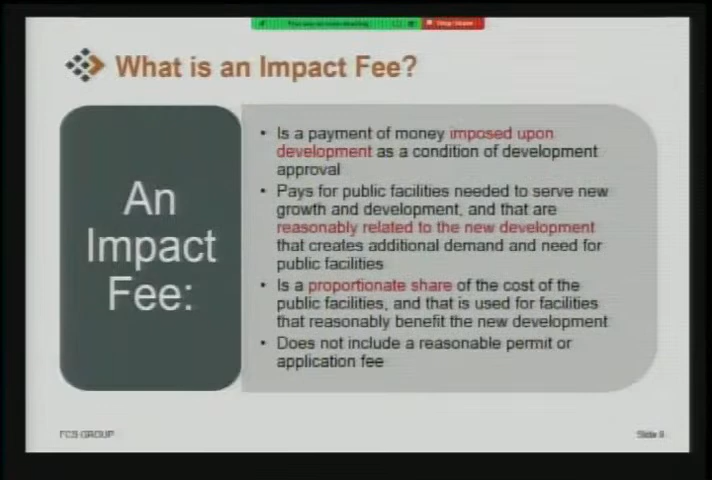 What is an Impact Fee?
An
Impact
Fee:
• Is a payment of money imposed upon
development as a condition of development
approval
• Pays for public facilities needed to serve new
growth and development, and that are
reasonably related to the new development
that creates additional demand and need for
public facilities
• Is a proportionate share of the cost of the
public facilities, and that is used for facilities
that reasonably benefit the new development
• Does not include a reasonable permit or
application fee
FCS GROUP
Slide 9